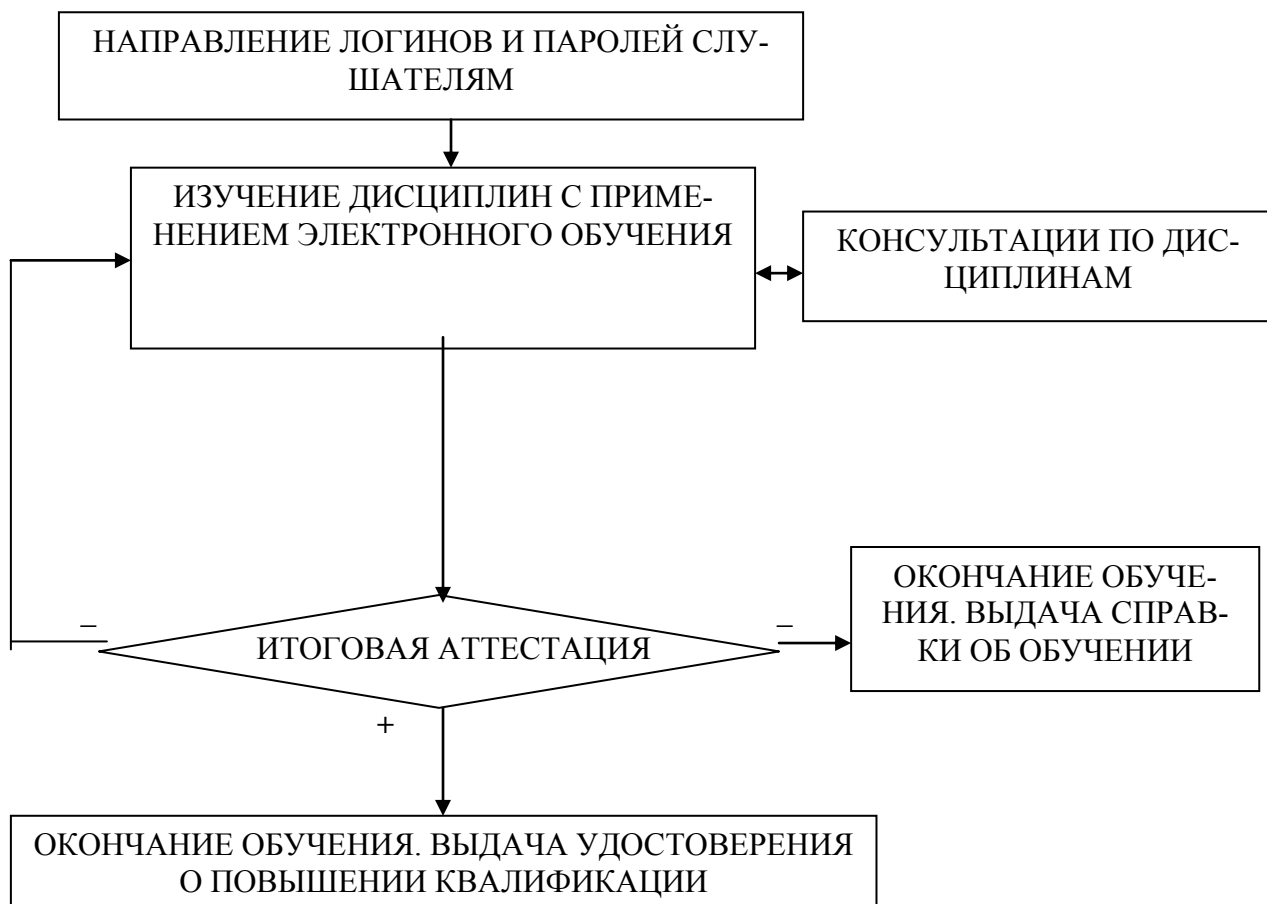 НАПРАВЛЕНИЕ ЛОГИНОВ И ПАРОЛЕЙ СЛУ-
ШАТЕЛЯМ
ИЗУЧЕНИЕ ДИСЦИПЛИН С ПРИМЕ-
НЕНИЕМ ЭЛЕКТРОННОГО ОБУЧЕНИЯ
КОНСУЛЬТАЦИИ ПО ДИС-
ЦИПЛИНАМ
–
ИТОГОВАЯ АТТЕСТАЦИЯ
–
ОКОНЧАНИЕ ОБУЧЕ-
НИЯ. ВЫДАЧА СПРАВ-
КИ ОБ ОБУЧЕНИИ
+
ОКОНЧАНИЕ ОБУЧЕНИЯ. ВЫДАЧА УДОСТОВЕРЕНИЯ
О ПОВЫШЕНИИ КВАЛИФИКАЦИИ